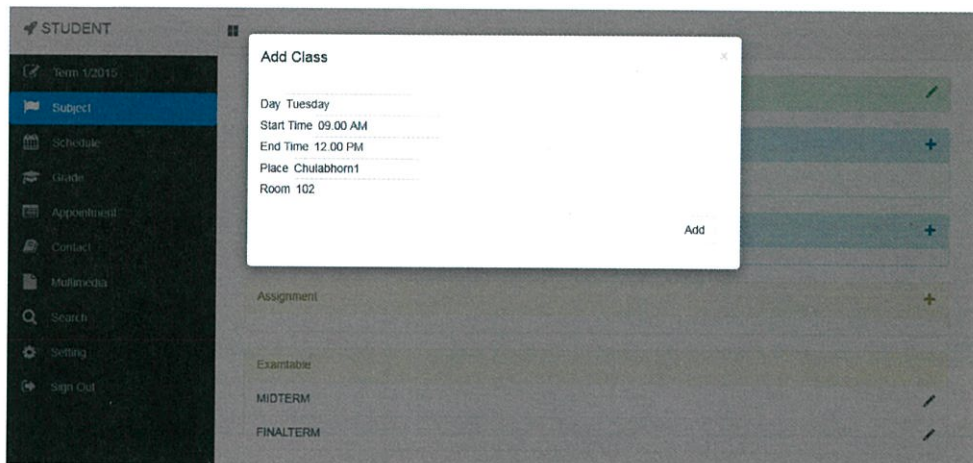 STUDENT
Term 1/2015
Subject
Schedule
Grade
Appointment
Contact
Multimedia
Search
Setting
Sign Out
Add Class
×
Day Tuesday
Start Time 09.00 AM
End Time 12.00 PM
Place Chulabhorn1
Room 102
Add
Assignment
Examtable
MIDTERM
FINALTERM